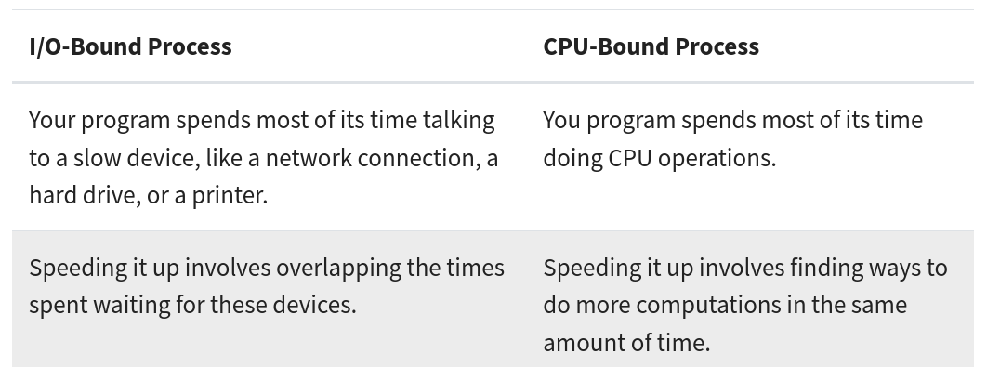 I/O-Bound Process
CPU-Bound Process
Your program spends most of its time talking
to a slow device, like a network connection, a
hard drive, or a printer.
You program spends most of its time
doing CPU operations.
Speeding it up involves overlapping the times
spent waiting for these devices.
Speeding it up involves finding ways to
do more computations in the same
amount of time.